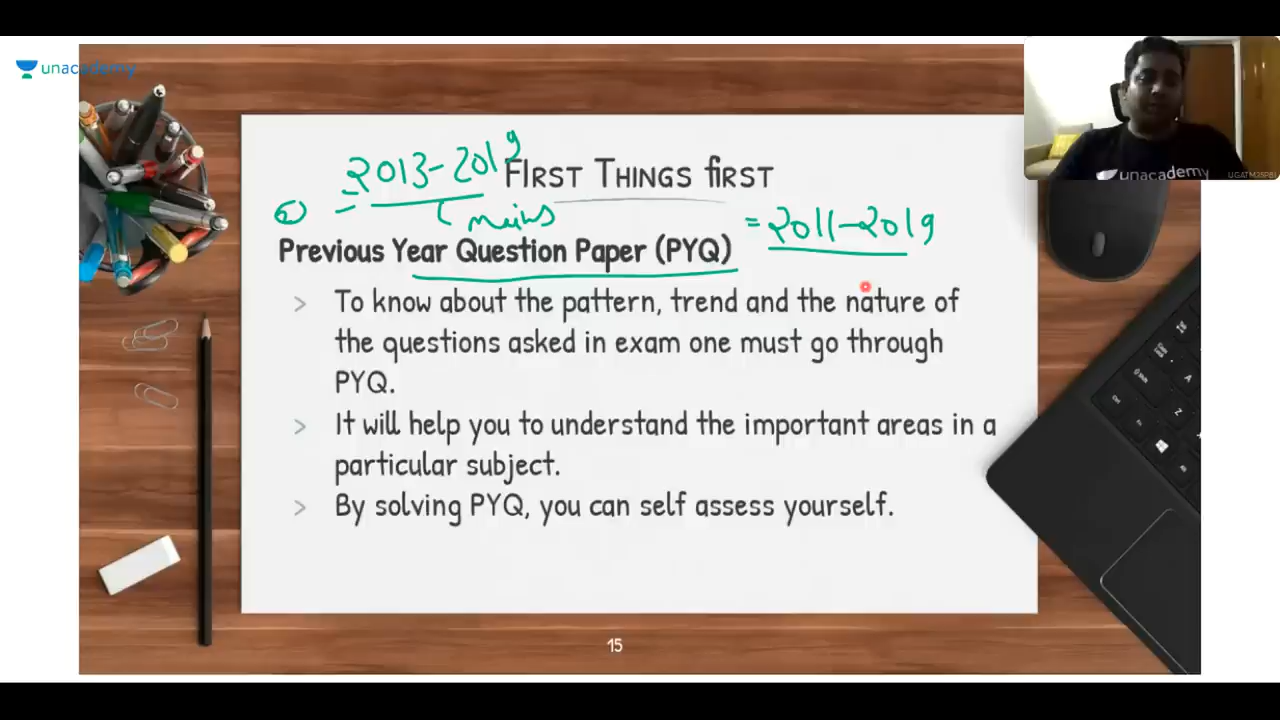 unacademy
2013-2019
First Things first
mains
= 2011-2019
Previous Year Question Paper (PYQ)
> To know about the pattern, trend and the nature of
the questions asked in exam one must go through
PYQ.
> It will help you to understand the important areas in a
particular subject.
> By solving PYQ, you can self assess yourself.
15
unacademy